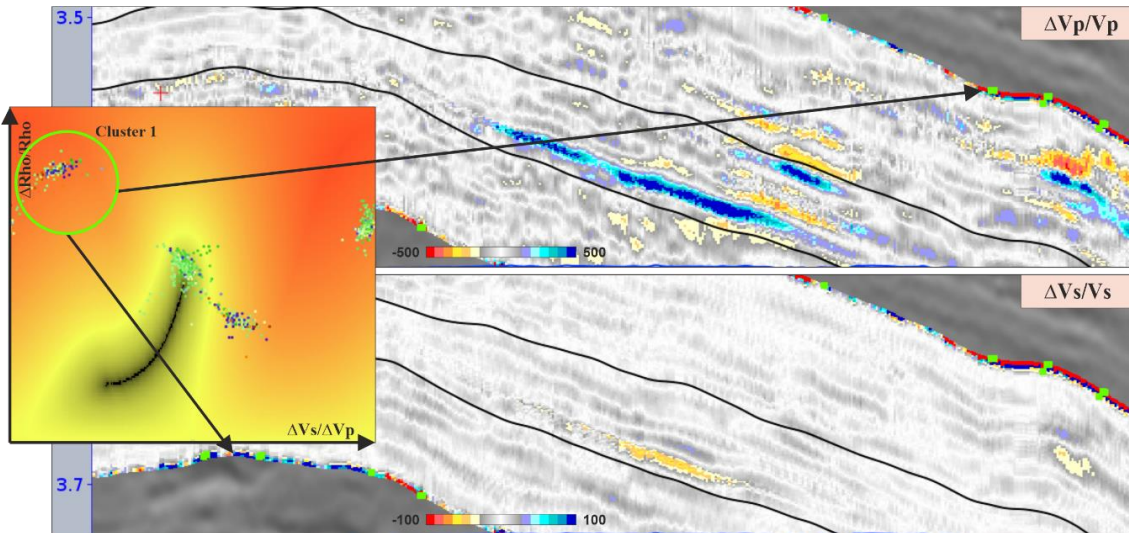 3.5
ΔVp/Vp
Cluster 1
ΔRho/Rho
-500
500
ΔVs/Vs
ΔVs/ΔVp
3.7
-100
100